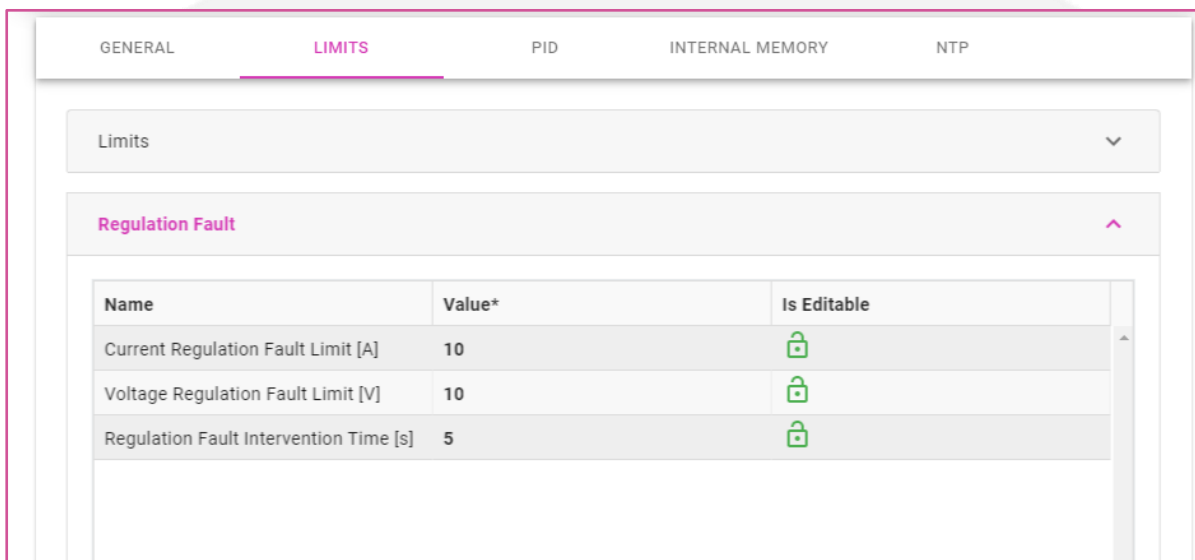 GENERAL LIMITS PID INTERNAL MEMORY NTP
Limits
Regulation Fault
Name Value* Is Editable
Current Regulation Fault Limit [A] 10
Voltage Regulation Fault Limit [V] 10
Regulation Fault Intervention Time [s] 5